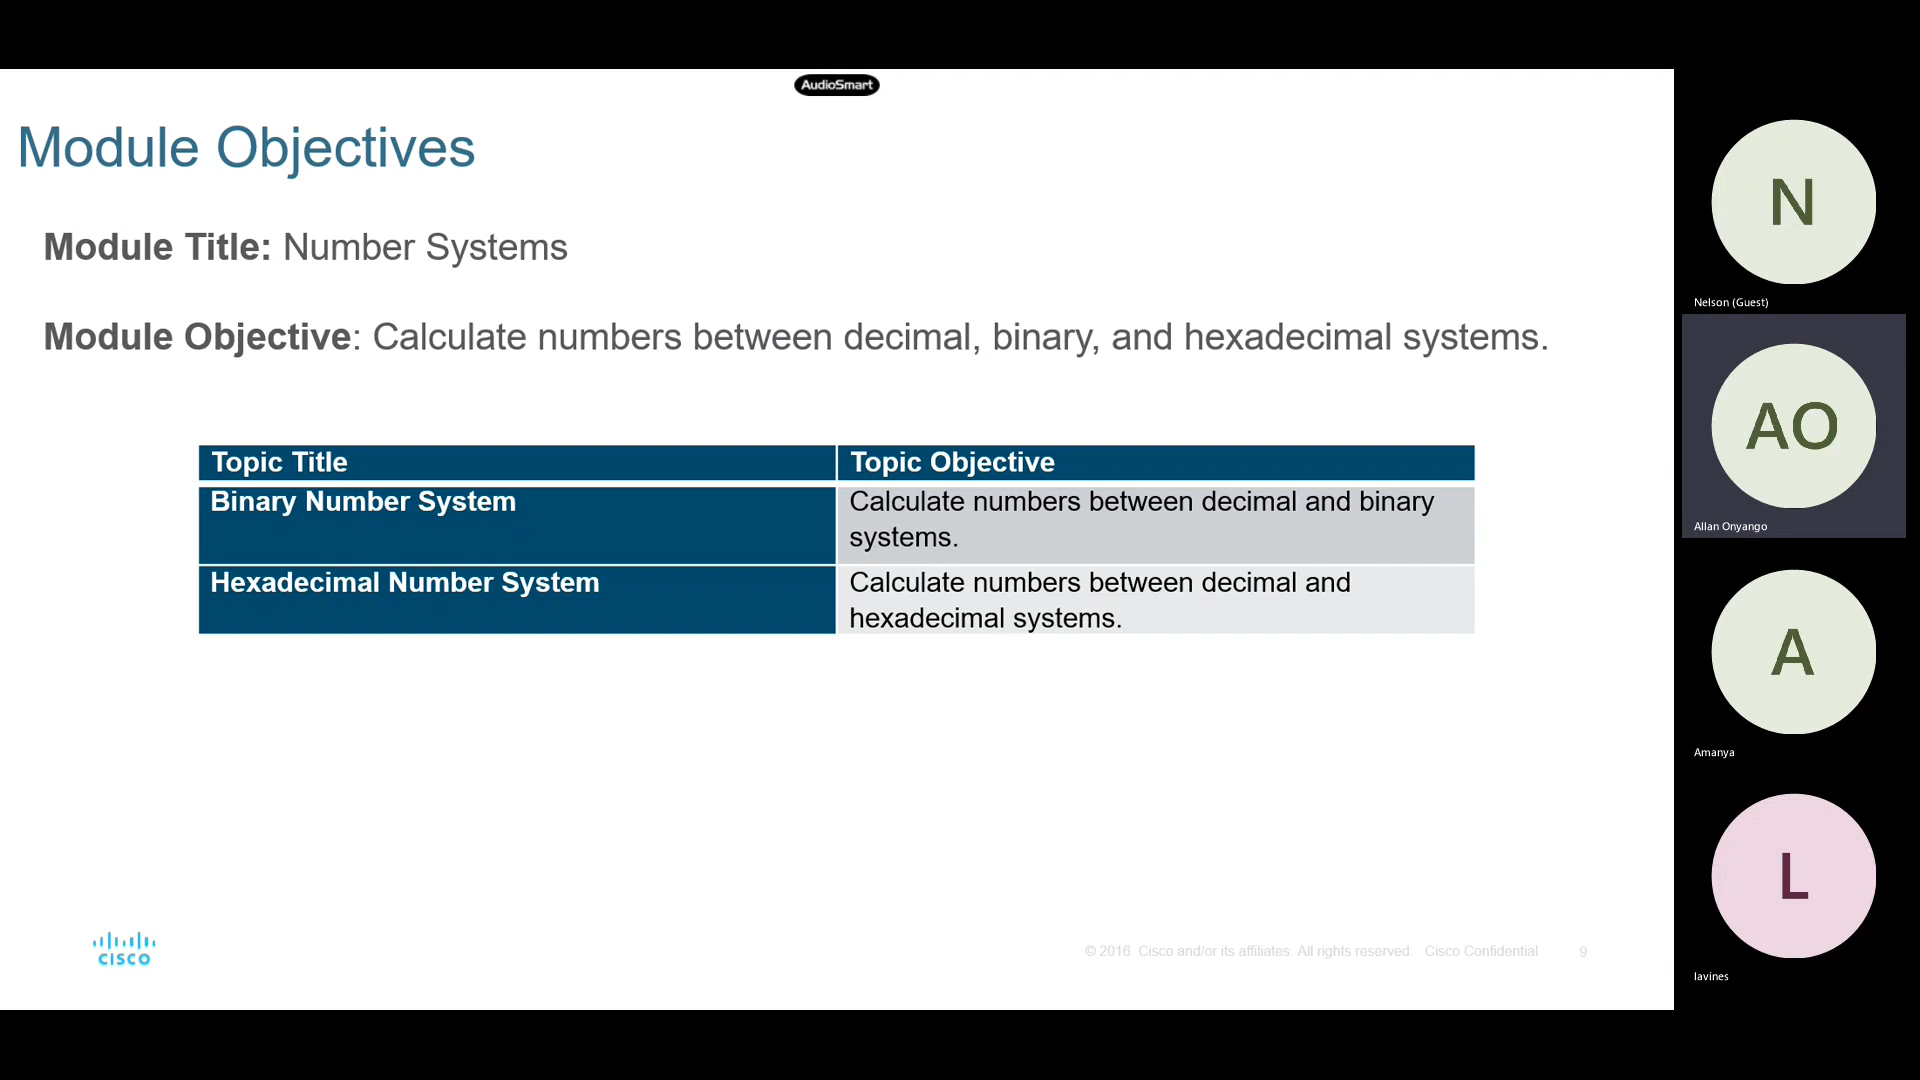 AudioSmart
Module Objectives
Module Title: Number Systems
Module Objective: Calculate numbers between decimal, binary, and hexadecimal systems.
Topic Title
Topic Objective
Binary Number System
Calculate numbers between decimal and binary
systems.
Hexadecimal Number System
Calculate numbers between decimal and
hexadecimal systems.
CISCO
© 2016 Cisco and/or its affiliates. All rights reserved. Cisco Confidential
9
N
Nelson (Guest)
AO
Allan Onyango
A
Amanya
L
lavines